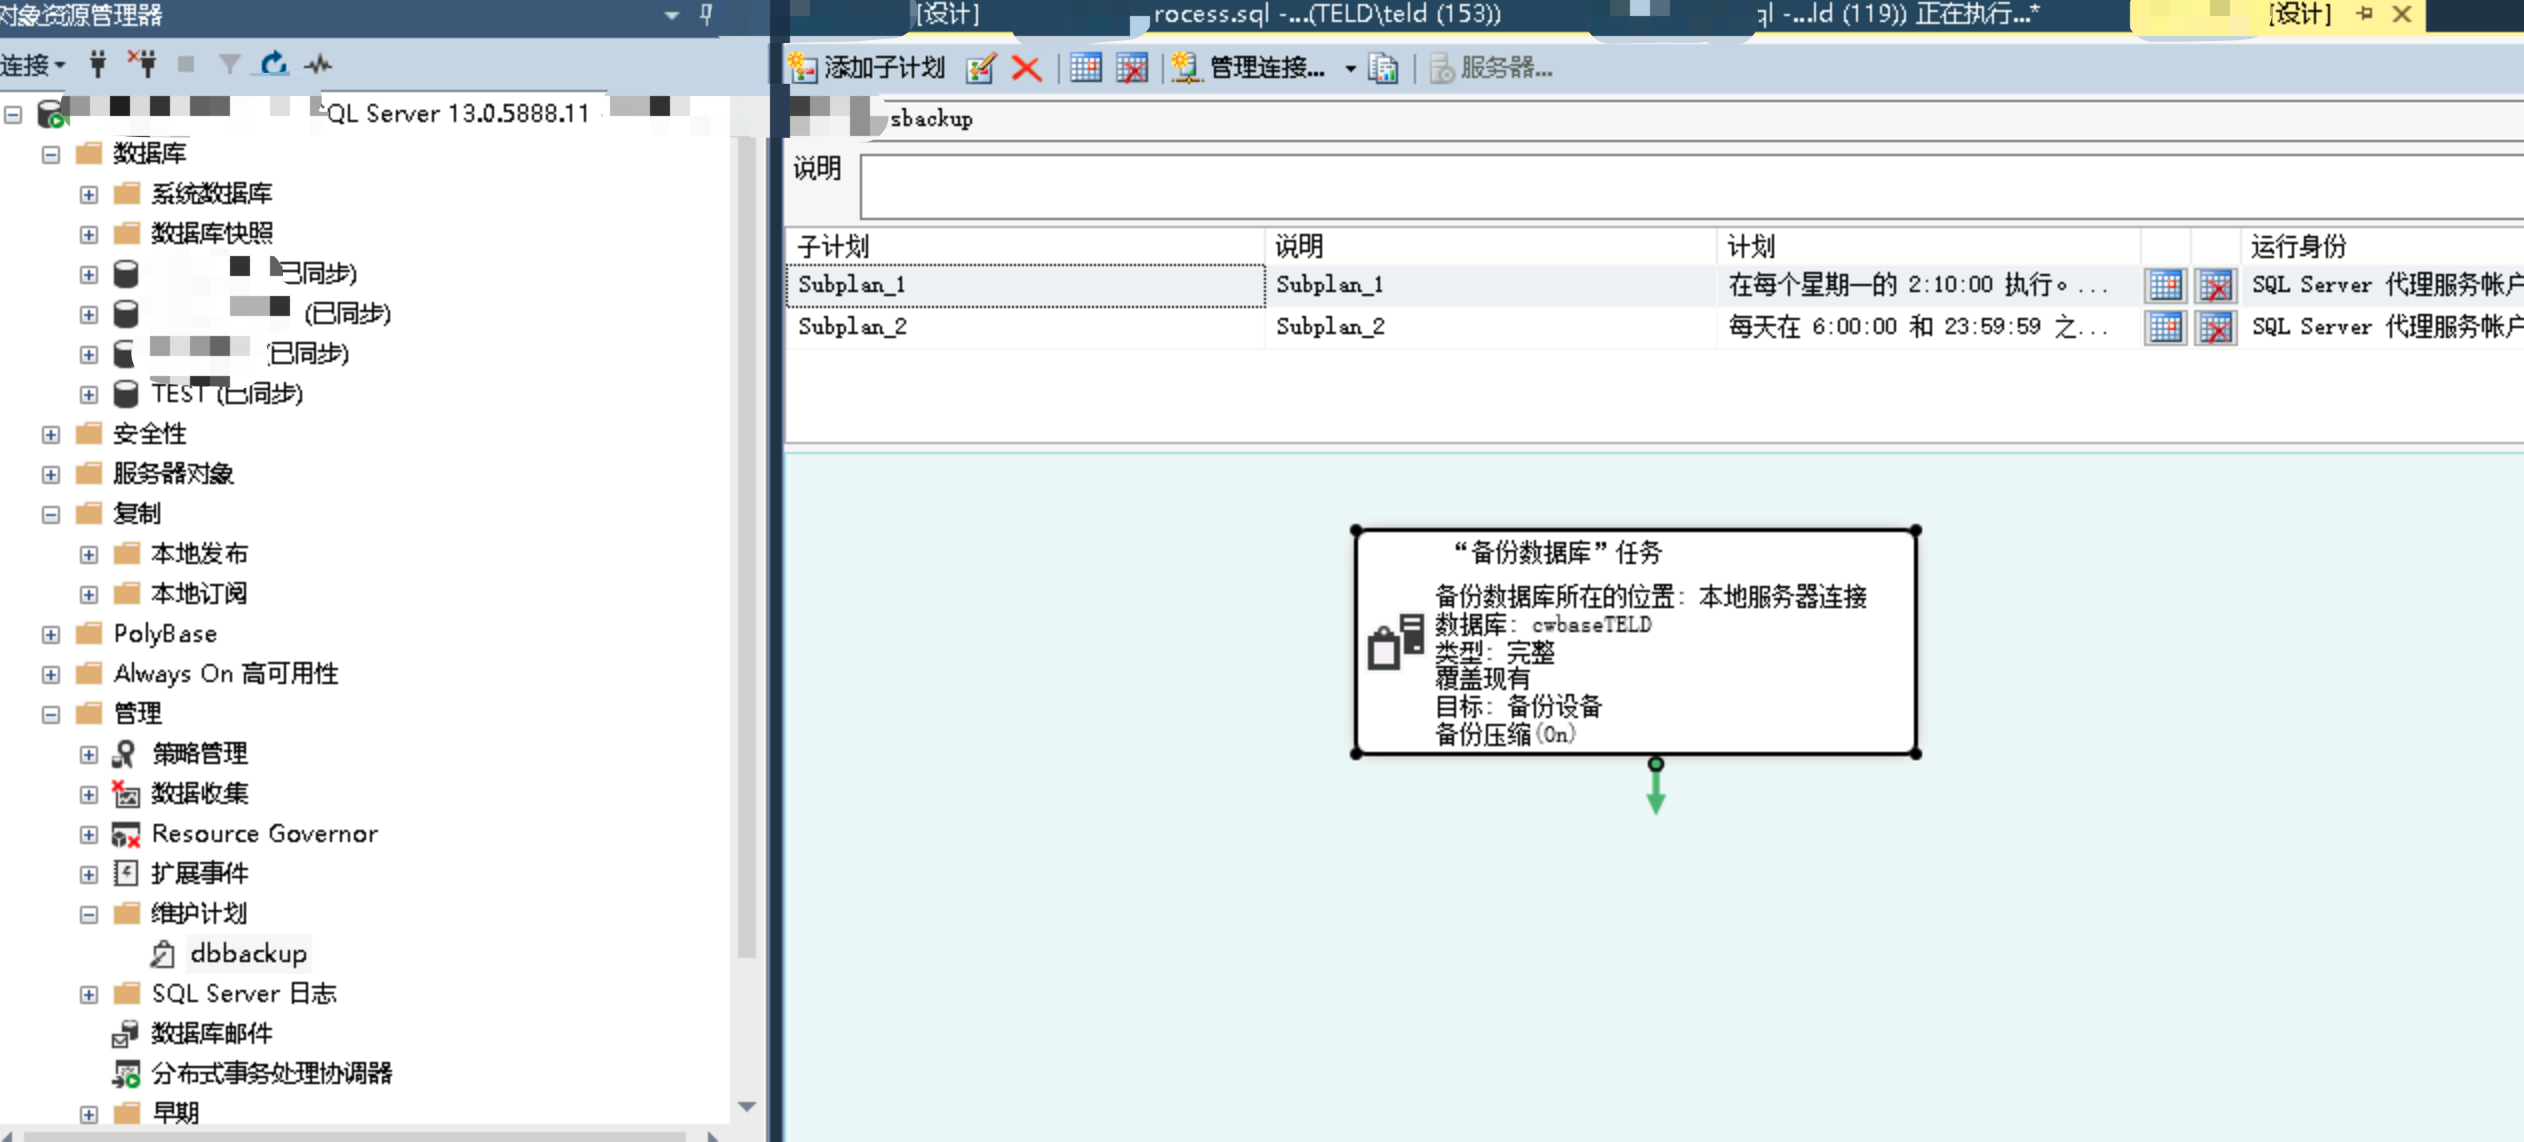 对象资源管理器
连接
QL Server 13.0.5888.11
数据库
系统数据库
数据库快照
已同步)
(已同步)
(已同步)
TEST (已同步)
安全性
服务器对象
复制
本地发布
本地订阅
PolyBase
Always On 高可用性
管理
策略管理
数据收集
Resource Governor
扩展事件
维护计划
dbbackup
SQL Server 日志
数据库邮件
分布式事务处理协调器
早期
[设计]
rocess.sql -...(TELD\teld (153))
ql -...ld (119)) 正在执行...*
[设计]
添加子计划
管理连接...
服务器...
sbackup
说明
子计划 说明 计划 运行身份
Subplan_1 Subplan_1 在每个星期一的 2:10:00 执行。... SQL Server 代理服务帐户
Subplan_2 Subplan_2 每天在 6:00:00 和 23:59:59 之... SQL Server 代理服务帐户
“备份数据库”任务
备份数据库所在的位置: 本地服务器连接
数据库: cwbaseTELD
类型: 完整
覆盖现有
目标: 备份设备
备份压缩(On)